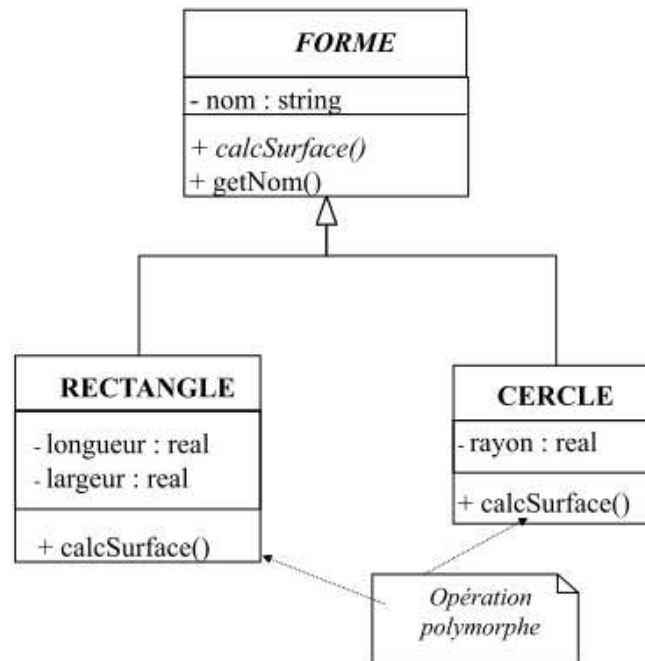 FORME
- nom : string
+ calcSurface()
+ getNom()
RECTANGLE
- longueur : real
- largeur : real
+ calcSurface()
CERCLE
- rayon : real
+ calcSurface()
Opération
polymorphe